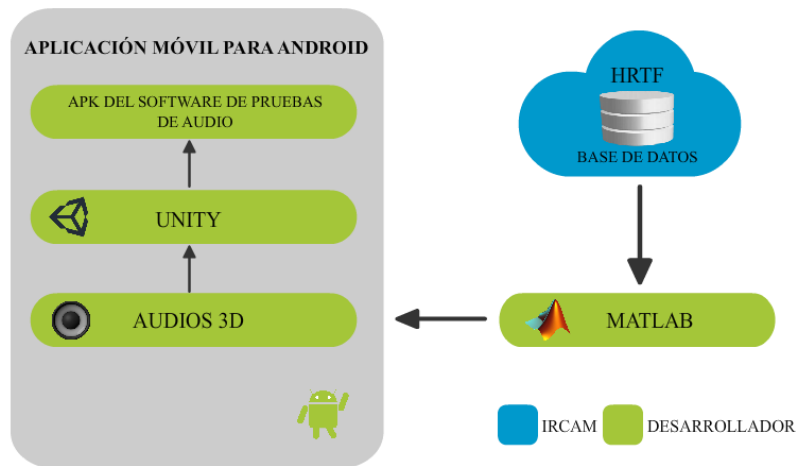 APLICACIÓN MÓVIL PARA ANDROID
APK DEL SOFTWARE DE PRUEBAS
DE AUDIO
UNITY
AUDIOS 3D
HRTF
BASE DE DATOS
MATLAB
IRCAM
DESARROLLADOR